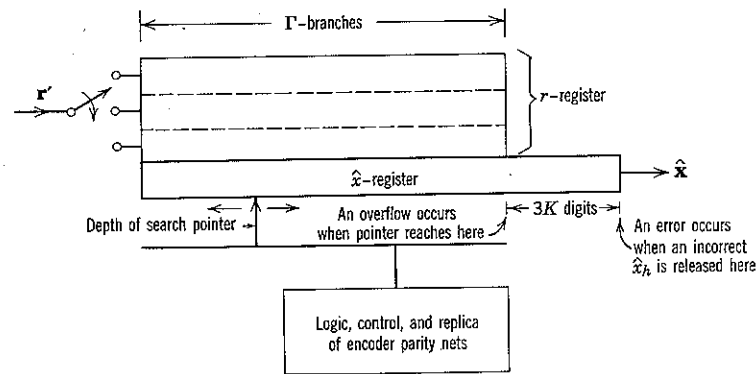 Γ-branches
r′
r-register
x̂-register
x̂
Depth of search pointer
An overflow occurs
when pointer reaches here
3K digits
An error occurs
when an incorrect
x̂ₕ is released here
Logic, control, and replica
of encoder parity nets